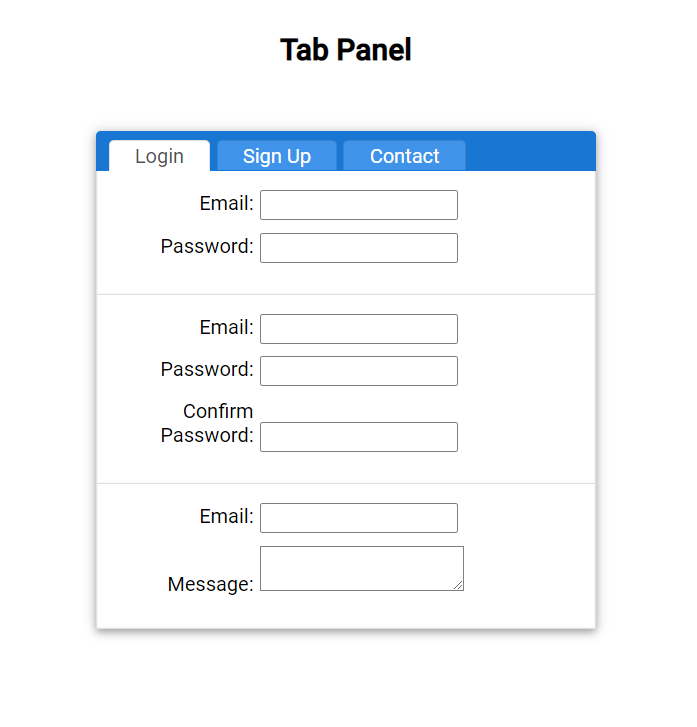 Tab Panel
Login Sign Up Contact
Email:
Password:
Email:
Password:
Confirm
Password:
Email:
Message: